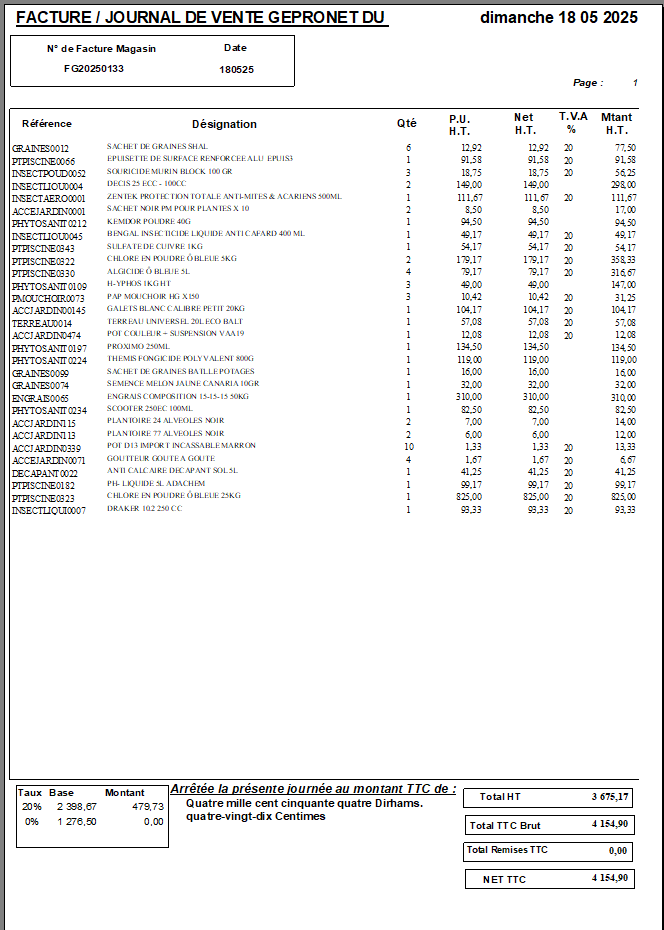 FACTURE / JOURNAL DE VENTE GEPRONET DU dimanche 18 05 2025
N° de Facture Magasin Date
FG20250133 180525
Page : 1
Référence Désignation Qté P.U. H.T. Net H.T. T.V.A % Mtant H.T.
GRAINES0012 SACHET DE GRAINES SHAL 6 12,92 12,92 20 77,50
PTPISCINE0066 EPUISETTE DE SURFACE RENFORCEE ALU EPUIS3 1 91,58 91,58 20 91,58
INSECTPOUD0052 SOURICIDE MURIN BLOCK 100 GR 3 18,75 18,75 20 56,25
INSECTLIQU0004 DECIS 25 ECC - 100CC 2 149,00 149,00 298,00
INSECTAERO0001 ZENTEK PROTECTION TOTALE ANTI-MITES & ACARIENS 500ML 1 111,67 111,67 20 111,67
ACCEJARDIN0001 SACHET NOIR PM POUR PLANTES X 10 2 8,50 8,50 17,00
PHYTOSANIT0212 KEMDOR POUDRE 40G 1 94,50 94,50 94,50
INSECTLIQU0045 BENGAL INSECTICIDE LIQUIDE ANTI CAFARD 400 ML 1 49,17 49,17 20 49,17
PTPISCINE0343 SULFATE DE CUIVRE 1KG 1 54,17 54,17 20 54,17
PTPISCINE0322 CHLORE EN POUDRE Ô BLEUE 5KG 2 179,17 179,17 20 358,33
PTPISCINE0330 ALGICIDE Ô BLEUE 5L 4 79,17 79,17 20 316,67
PHYTOSANIT0109 H-YPHOS 1KG HT 3 49,00 49,00 147,00
PMOUCHOIR0073 PAP MOUCHOIR HG X150 3 10,42 10,42 20 31,25
ACCJARDIN00145 GALETS BLANC CALIBRE PETIT 20KG 1 104,17 104,17 20 104,17
TERREAU0014 TERREAU UNIVERSEL 20L ECO BALT 1 57,08 57,08 20 57,08
ACCJARDIN0474 POT COULEUR + SUSPENSION VAA19 1 12,08 12,08 20 12,08
PHYTOSANIT0197 PROXIMO 250ML 1 134,50 134,50 134,50
PHYTOSANIT0224 THEMIS FONGICIDE POLYVALENT 800G 1 119,00 119,00 119,00
GRAINES0099 SACHET DE GRAINES BATLLE POTAGES 1 16,00 16,00 16,00
GRAINES0074 SEMENCE MELON JAUNE CANARIA 10GR 1 32,00 32,00 32,00
ENGRAIS0065 ENGRAIS COMPOSITION 15-15-15 50KG 1 310,00 310,00 310,00
PHYTOSANIT0234 SCOOTER 250EC 100ML 1 82,50 82,50 82,50
ACCJARDIN115 PLANTOIRE 24 ALVEOLES NOIR 2 7,00 7,00 14,00
ACCJARDIN113 PLANTOIRE 77 ALVEOLES NOIR 2 6,00 6,00 12,00
ACCJARDIN0339 POT D13 IMPORT INCASSABLE MARRON 10 1,33 1,33 20 13,33
ACCEJARDIN0071 GOUTTEUR GOUTE A GOUTE 4 1,67 1,67 20 6,67
DECAPANT0022 ANTI CALCAIRE DECAPANT SOL 5L 1 41,25 41,25 20 41,25
PTPISCINE0182 PH- LIQUIDE 5L ADACHEM 1 99,17 99,17 20 99,17
PTPISCINE0323 CHLORE EN POUDRE Ô BLEUE 25KG 1 825,00 825,00 20 825,00
INSECTLIQUI0007 DRAKER 10.2 250 CC 1 93,33 93,33 20 93,33
Taux Base Montant
20% 2 398,67 479,73
0% 1 276,50 0,00
Arrêtée la présente journée au montant TTC de :
Quatre mille cent cinquante quatre Dirhams.
quatre-vingt-dix Centimes
Total HT 3 675,17
Total TTC Brut 4 154,90
Total Remises TTC 0,00
NET TTC 4 154,90